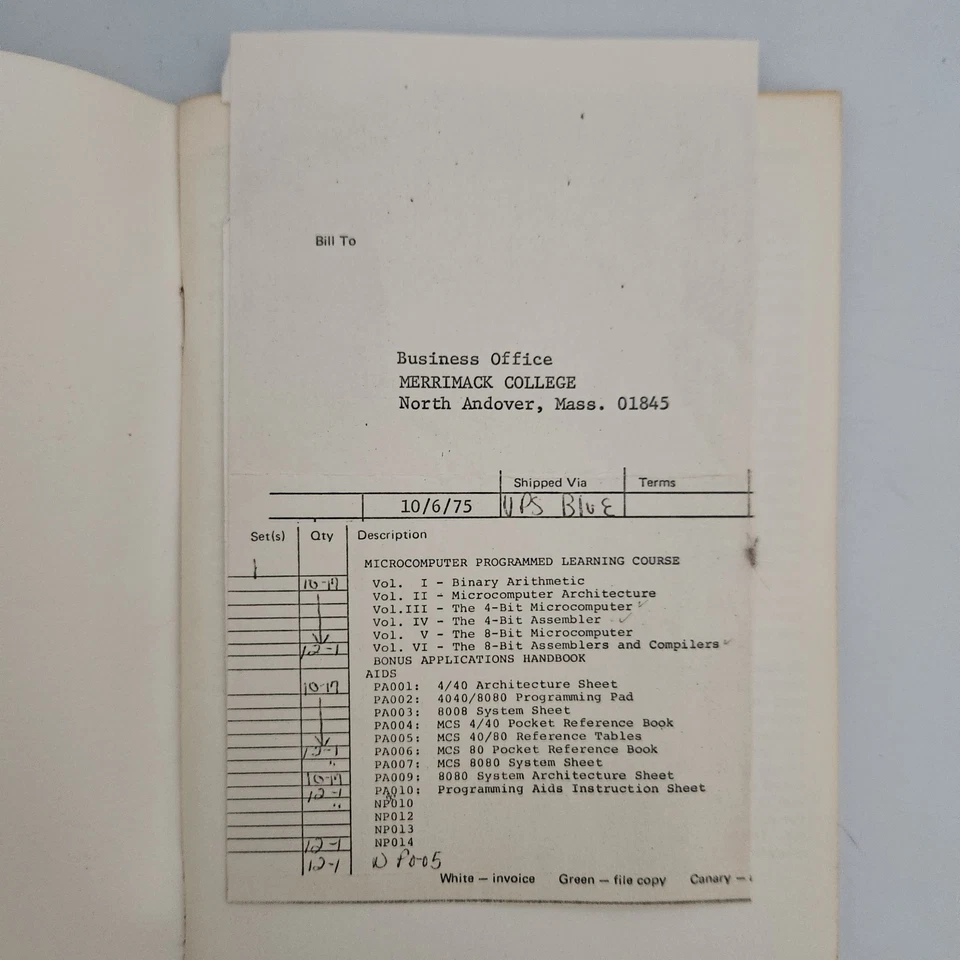 Bill To
Business Office
MERRIMACK COLLEGE
North Andover, Mass. 01845
Shipped Via Terms
10/6/75 UPS Blue
Set(s) Qty Description
1 MICROCOMPUTER PROGRAMMED LEARNING COURSE
10-17 Vol. I - Binary Arithmetic
Vol. II - Microcomputer Architecture
Vol.III - The 4-Bit Microcomputer
Vol. IV - The 4-Bit Assembler
Vol. V - The 8-Bit Microcomputer
12-1 Vol. VI - The 8-Bit Assemblers and Compilers
BONUS APPLICATIONS HANDBOOK
AIDS
10-17 PA001: 4/40 Architecture Sheet
PA002: 4040/8080 Programming Pad
PA003: 8008 System Sheet
PA004: MCS 4/40 Pocket Reference Book
PA005: MCS 40/80 Reference Tables
12-1 PA006: MCS 80 Pocket Reference Book
" PA007: MCS 8080 System Sheet
10-17 PA009: 8080 System Architecture Sheet
12-1 PA010: Programming Aids Instruction Sheet
" NP010
NP012
NP013
12-1 NP014
12-1 NP005
White — invoice Green — file copy Canary —